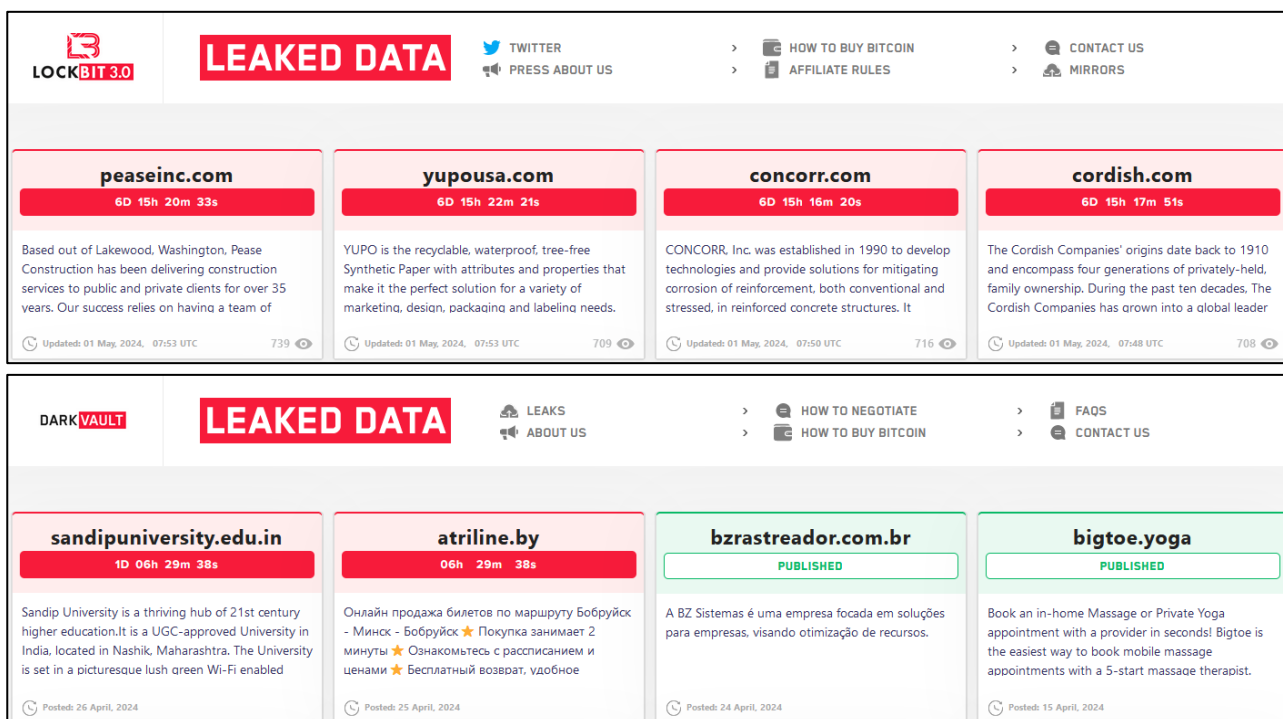 LOCKBIT 3.0
LEAKED DATA
TWITTER
PRESS ABOUT US
> HOW TO BUY BITCOIN
> AFFILIATE RULES
> CONTACT US
> MIRRORS
peaseinc.com
6D 15h 20m 33s
Based out of Lakewood, Washington, Pease
Construction has been delivering construction
services to public and private clients for over 35
years. Our success relies on having a team of
Updated: 01 May, 2024, 07:53 UTC
739
yupousa.com
6D 15h 22m 21s
YUPO is the recyclable, waterproof, tree-free
Synthetic Paper with attributes and properties that
make it the perfect solution for a variety of
marketing, design, packaging and labeling needs.
Updated: 01 May, 2024, 07:53 UTC
709
concorr.com
6D 15h 16m 20s
CONCORR, Inc. was established in 1990 to develop
technologies and provide solutions for mitigating
corrosion of reinforcement, both conventional and
stressed, in reinforced concrete structures. It
Updated: 01 May, 2024, 07:50 UTC
716
cordish.com
6D 15h 17m 51s
The Cordish Companies' origins date back to 1910
and encompass four generations of privately-held,
family ownership. During the past ten decades, The
Cordish Companies has grown into a global leader
Updated: 01 May, 2024, 07:48 UTC
708
DARK VAULT
LEAKED DATA
LEAKS
ABOUT US
> HOW TO NEGOTIATE
> HOW TO BUY BITCOIN
> FAQS
> CONTACT US
sandipuniversity.edu.in
1D 06h 29m 38s
Sandip University is a thriving hub of 21st century
higher education.It is a UGC-approved University in
India, located in Nashik, Maharashtra. The University
is set in a picturesque lush green Wi-Fi enabled
Posted: 26 April, 2024
atriline.by
06h 29m 38s
Онлайн продажа билетов по маршруту Бобруйск
- Минск - Бобруйск ⭐ Покупка занимает 2
минуты ⭐ Ознакомьтесь с рассписанием и
ценами ⭐ Бесплатный возврат, удобное
Posted: 25 April, 2024
bzrastreador.com.br
PUBLISHED
A BZ Sistemas é uma empresa focada em soluções
para empresas, visando otimização de recursos.
Posted: 24 April, 2024
bigtoe.yoga
PUBLISHED
Book an in-home Massage or Private Yoga
appointment with a provider in seconds! Bigtoe is
the easiest way to book mobile massage
appointments with a 5-start massage therapist.
Posted: 15 April, 2024